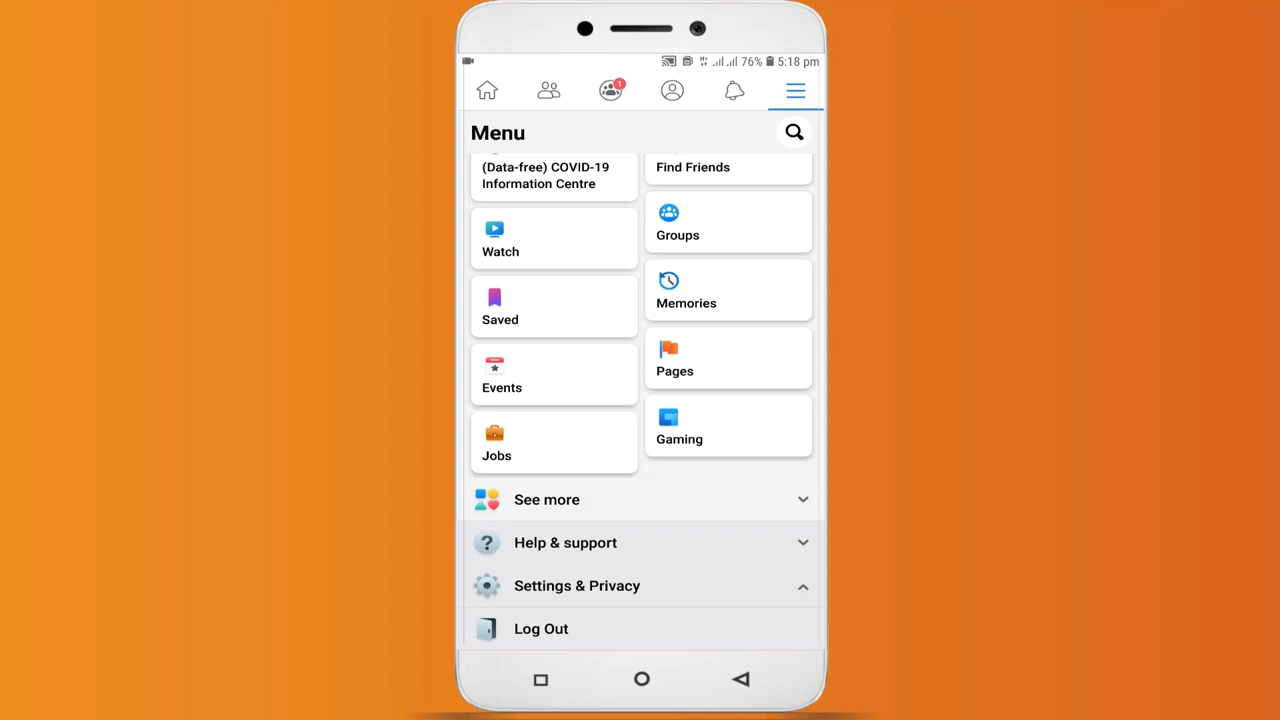 76% 5:18 pm
1
Menu
(Data-free) COVID-19
Information Centre
Find Friends
Watch
Groups
Saved
Memories
Events
Pages
Jobs
Gaming
See more
Help & support
Settings & Privacy
Log Out